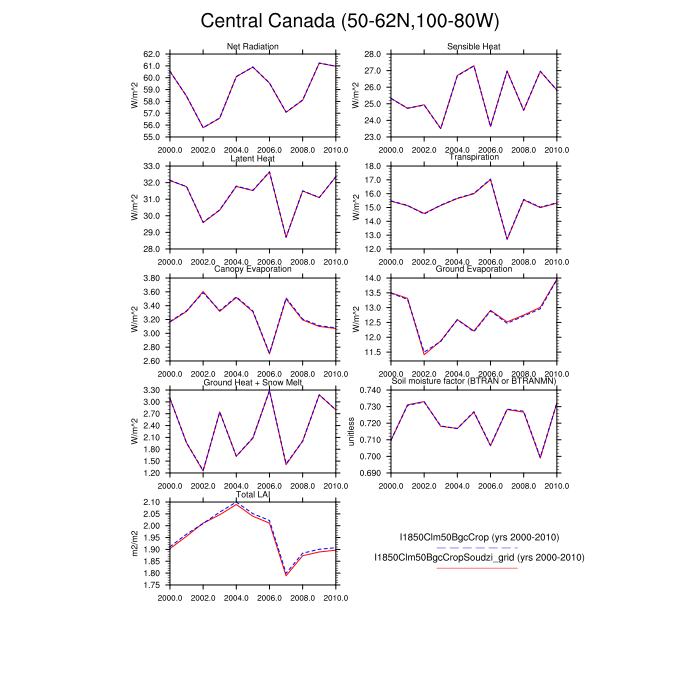 Central Canada (50-62N,100-80W)
Net Radiation
W/m^2
62.0
61.0
60.0
59.0
58.0
57.0
56.0
55.0
2000.0 2002.0 2004.0 2006.0 2008.0 2010.0
Sensible Heat
W/m^2
28.0
27.0
26.0
25.0
24.0
23.0
2000.0 2002.0 2004.0 2006.0 2008.0 2010.0
Latent Heat
W/m^2
33.0
32.0
31.0
30.0
29.0
28.0
2000.0 2002.0 2004.0 2006.0 2008.0 2010.0
Transpiration
W/m^2
18.0
17.0
16.0
15.0
14.0
13.0
12.0
2000.0 2002.0 2004.0 2006.0 2008.0 2010.0
Canopy Evaporation
W/m^2
3.80
3.60
3.40
3.20
3.00
2.80
2.60
2000.0 2002.0 2004.0 2006.0 2008.0 2010.0
Ground Evaporation
W/m^2
14.0
13.5
13.0
12.5
12.0
11.5
2000.0 2002.0 2004.0 2006.0 2008.0 2010.0
Ground Heat + Snow Melt
W/m^2
3.30
3.00
2.70
2.40
2.10
1.80
1.50
1.20
2000.0 2002.0 2004.0 2006.0 2008.0 2010.0
Soil moisture factor (BTRAN or BTRANMN)
unitless
0.740
0.730
0.720
0.710
0.700
0.690
2000.0 2002.0 2004.0 2006.0 2008.0 2010.0
Total LAI
m2/m2
2.10
2.05
2.00
1.95
1.90
1.85
1.80
1.75
2000.0 2002.0 2004.0 2006.0 2008.0 2010.0
I1850Clm50BgcCrop (yrs 2000-2010)
I1850Clm50BgcCropSoudzi_grid (yrs 2000-2010)